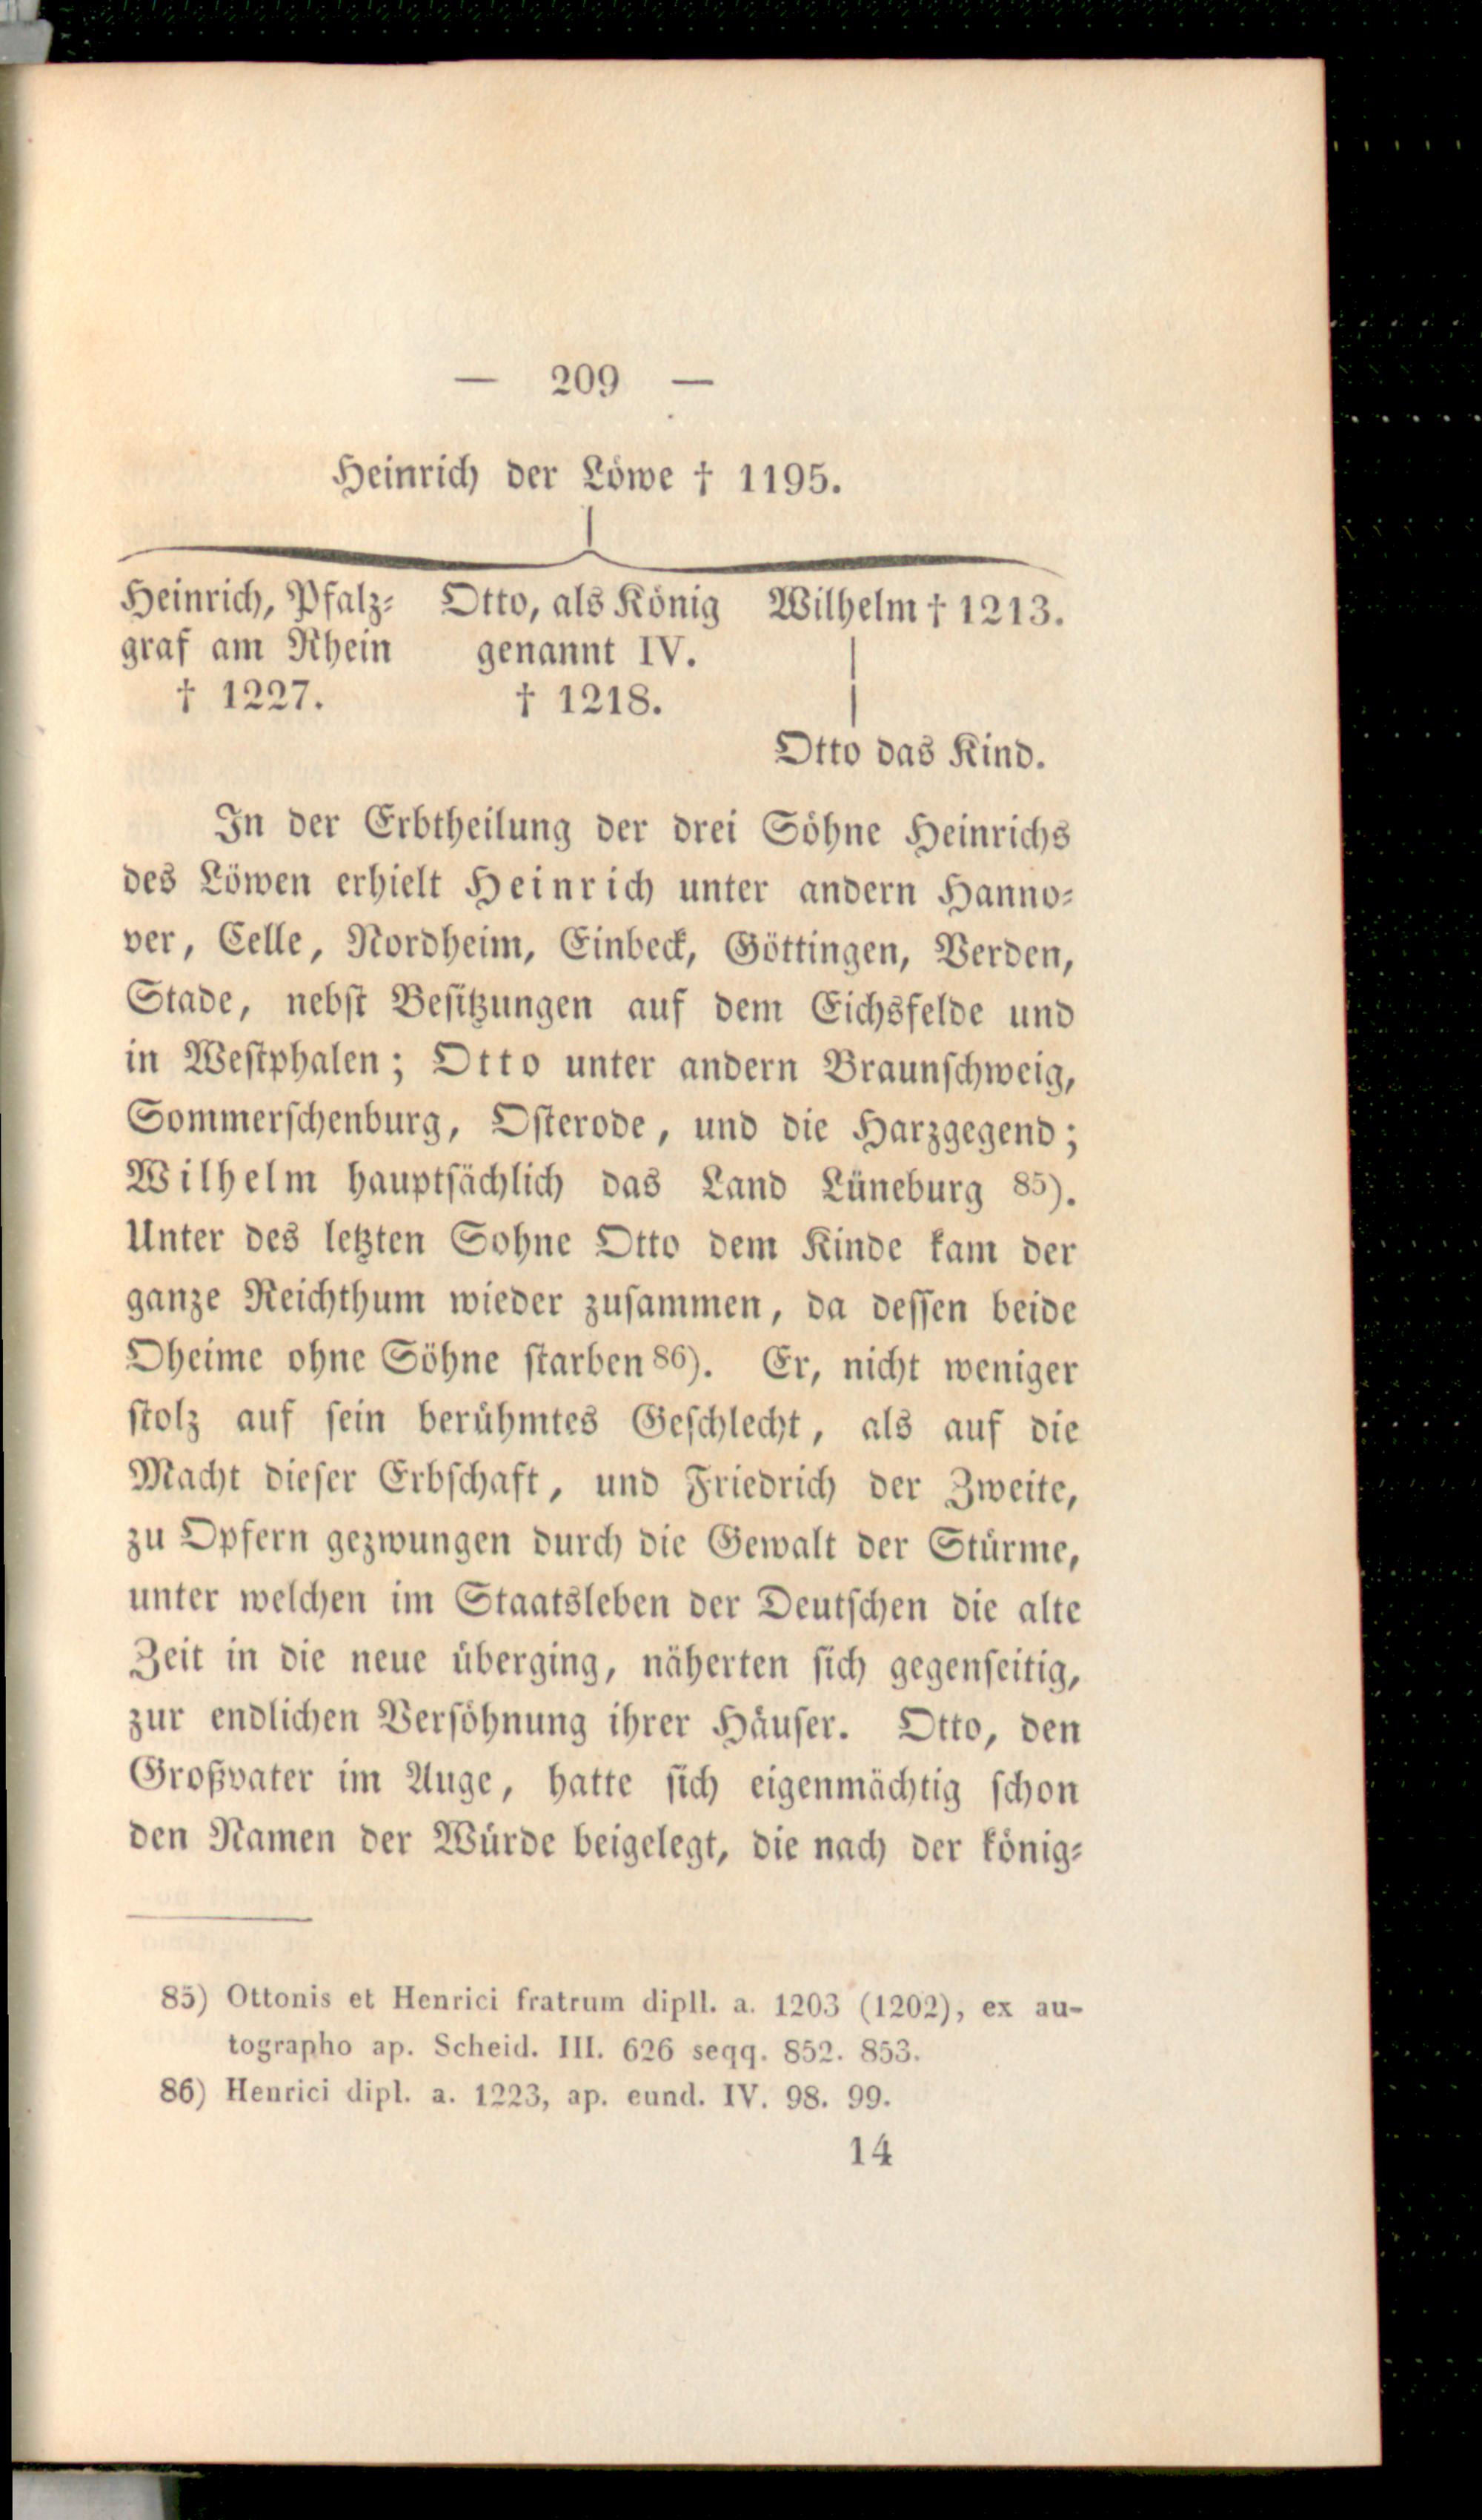 — 209 —
Heinrich der Löwe † 1195.
Heinrich, Pfalz-
graf am Rhein
† 1227.
Otto, als König
genannt IV.
† 1218.
Wilhelm † 1213.
Otto das Kind.
In der Erbtheilung der drei Söhne Heinrichs
des Löwen erhielt Heinrich unter andern Hanno-
ver, Celle, Nordheim, Einbeck, Göttingen, Verden,
Stade, nebst Besitzungen auf dem Eichsfelde und
in Westphalen; Otto unter andern Braunschweig,
Sommerschenburg, Osterode, und die Harzgegend;
Wilhelm hauptsächlich das Land Lüneburg 85).
Unter des letzten Sohne Otto dem Kinde kam der
ganze Reichthum wieder zusammen, da dessen beide
Oheime ohne Söhne starben 86). Er, nicht weniger
stolz auf sein berühmtes Geschlecht, als auf die
Macht dieser Erbschaft, und Friedrich der Zweite,
zu Opfern gezwungen durch die Gewalt der Stürme,
unter welchen im Staatsleben der Deutschen die alte
Zeit in die neue überging, näherten sich gegenseitig,
zur endlichen Versöhnung ihrer Häuser. Otto, den
Großvater im Auge, hatte sich eigenmächtig schon
den Namen der Würde beigelegt, die nach der könig-
85) Ottonis et Henrici fratrum dipll. a. 1203 (1202), ex au-
tographo ap. Scheid. III. 626 seqq. 852. 853.
86) Henrici dipl. a. 1223, ap. eund. IV. 98. 99.
14